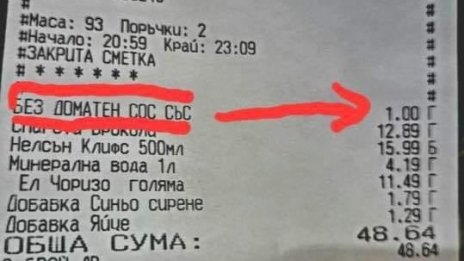 #Маса: 93 Поръчки: 2 #
#Начало: 20:59 Край: 23:09 #
#ЗАКРИТА СМЕТКА #
# * * * * * * #
БЕЗ ДОМАТЕН СОС СЪС 1.00 Г
Спагети Броколи 12.89 Г
Нелсън Клифс 500мл 15.99 Б
Минерална вода 1л 4.19 Г
Ел Чоризо голяма 11.49 Г
Добавка Синьо сирене 1.79 Г
Добавка Яйце 1.29 Г
ОБЩА СУМА: 48.64
48.64